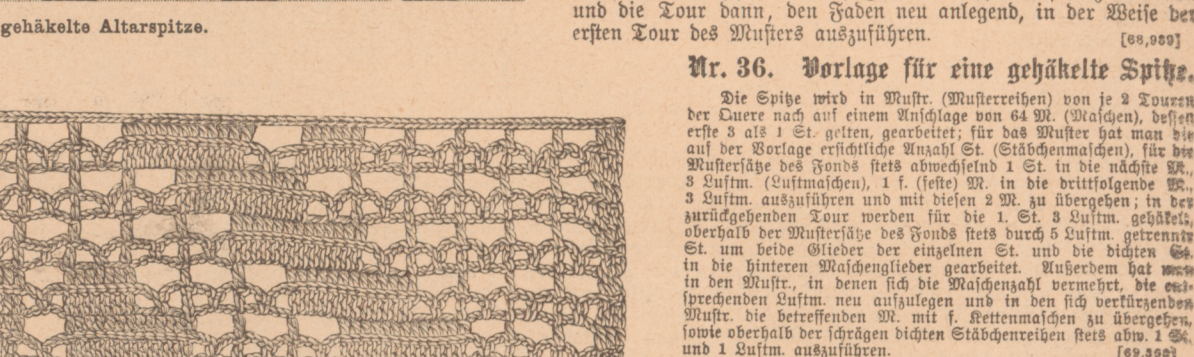 gehäkelte Altarspitze.
und die Tour dann, den Faden neu anlegend, in der Weise der
ersten Tour des Musters auszuführen.
[68,989]
Nr. 36. Vorlage für eine gehäkelte Spitze.
Die Spitze wird in Mustr. (Musterreihen) von je 2 Touren
der Quere nach auf einem Anschlage von 64 M. (Maschen), dessen
erste 3 als 1 St. gelten, gearbeitet; für das Muster hat man die
auf der Vorlage ersichtliche Anzahl St. (Stäbchenmaschen), für die
Mustersätze des Fonds stets abwechselnd 1 St. in die nächste M.,
3 Luftm. (Luftmaschen), 1 f. (feste) M. in die drittfolgende M.,
3 Luftm. auszuführen und mit diesen 2 M. zu übergehen; in der
zurückgehenden Tour werden für die 1. St. 3 Luftm. gehäkelt,
oberhalb der Mustersätze des Fonds stets durch 5 Luftm. getrennte
St. um beide Glieder der einzelnen St. und die dichten St.
in die hinteren Maschenglieder gearbeitet. Außerdem hat man
in den Mustr., in denen sich die Maschenzahl vermehrt, die ent-
sprechenden Luftm. neu aufzulegen und in den sich verkürzenden
Mustr. die betreffenden M. mit f. Kettenmaschen zu übergehen,
sowie oberhalb der schrägen dichten Stäbchenreihen stets abw. 1 St.
und 1 Luftm. auszuführen.